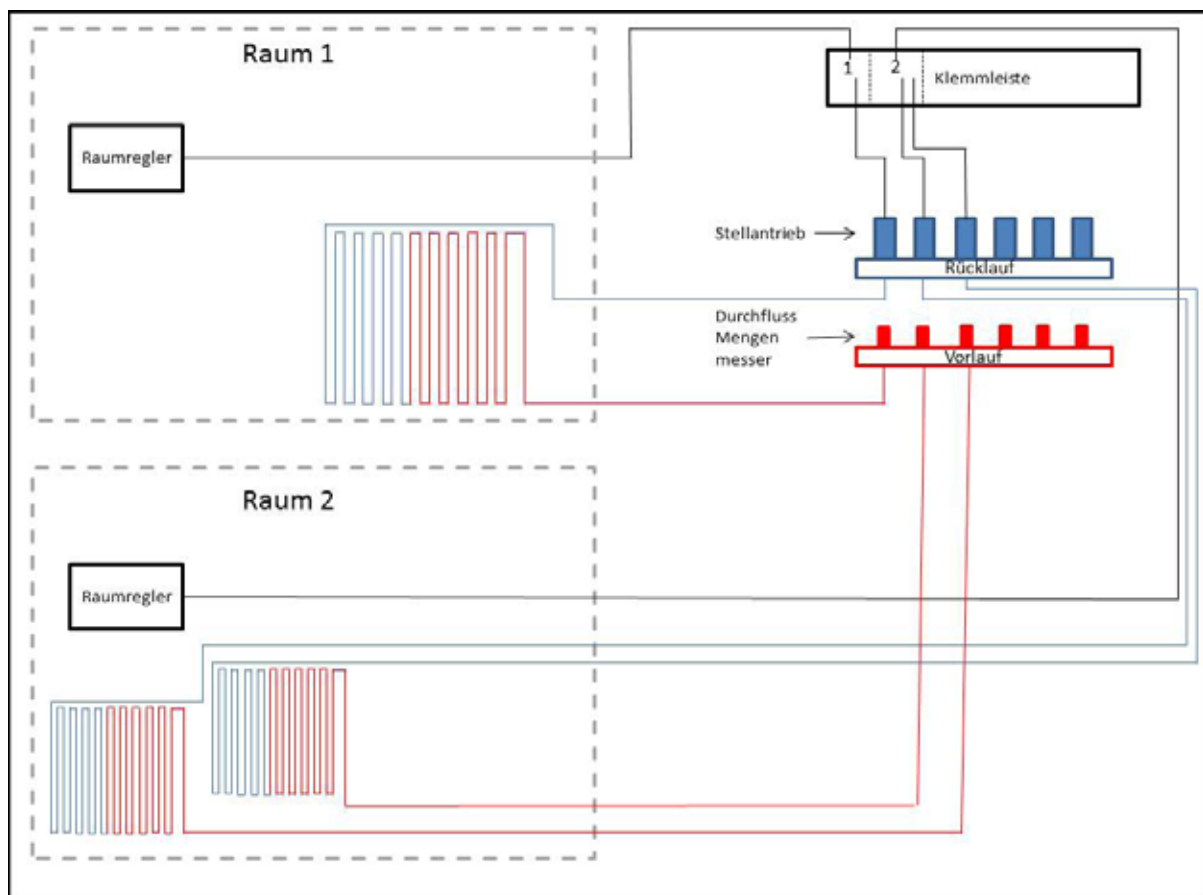 Raum 1
1
2
Klemmleiste
Raumregler
Stellantrieb
Rücklauf
Durchfluss
Mengen
messer
Vorlauf
Raum 2
Raumregler